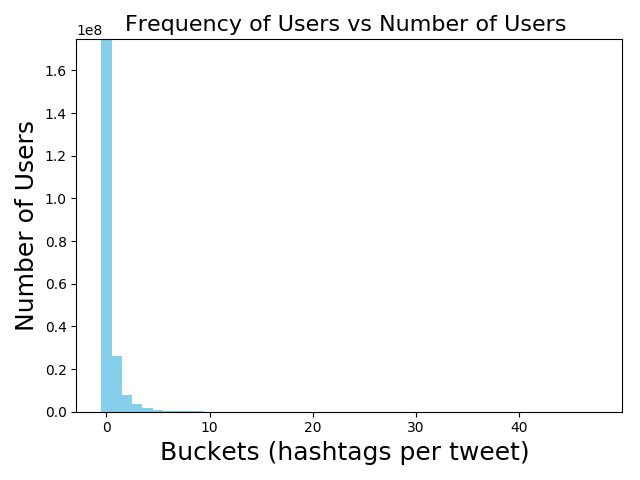 Frequency of Users vs Number of Users
1e8
1.6
1.4
1.2
1.0
0.8
0.6
0.4
0.2
0.0
Number of Users
0 10 20 30 40
Buckets (hashtags per tweet)